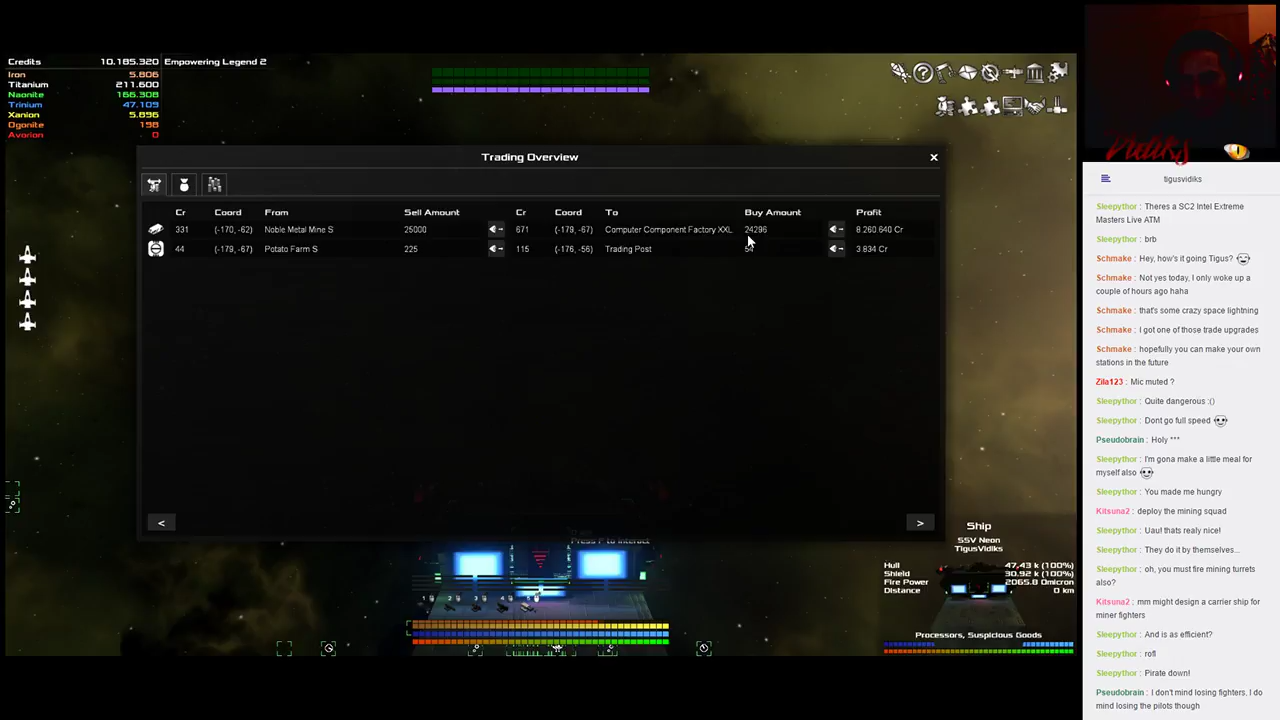 Credits 10.185.320 Empowering Legend 2
Iron 5.806
Titanium 211.600
Naonite 166.308
Trinium 47.109
Xanion 5.896
Ogonite 198
Avorion 0
Trading Overview
Cr Coord From Sell Amount Cr Coord To Buy Amount Profit
331 (-170, -62) Noble Metal Mine S 25000 671 (-179, -67) Computer Component Factory XXL 24296 8 260 640 Cr
44 (-179, -67) Potato Farm S 225 115 (-176, -56) Trading Post 54 3 834 Cr
< >
Press F to interact
1 2 3 4 5
Ship
SSV Neon
TigusVidiks
Hull 47.43 k (100%)
Shield 30.92 k (100%)
Fire Power 2065.8 Omicron
Distance 0 km
Processors, Suspicious Goods
tigusvidiks
Sleepythor : Theres a SC2 Intel Extreme
Masters Live ATM
Sleepythor : brb
Schmake : Hey, how's it going Tigus?
Schmake : Not yes today, I only woke up a
couple of hours ago haha
Schmake : that's some crazy space lightning
Schmake : I got one of those trade upgrades
Schmake : hopefully you can make your own
stations in the future
Zila123 : Mic muted ?
Sleepythor : Quite dangerous :()
Sleepythor : Dont go full speed
Pseudobrain : Holy ***
Sleepythor : I'm gona make a little meal for
myself also
Sleepythor : You made me hungry
Kitsuna2 : deploy the mining squad
Sleepythor : Uau! thats realy nice!
Sleepythor : They do it by themselves...
Sleepythor : oh, you must fire mining turrets
also?
Kitsuna2 : mm might design a carrier ship for
miner fighters
Sleepythor : And is as efficient?
Sleepythor : rofl
Sleepythor : Pirate down!
Pseudobrain : I don't mind losing fighters. I do
mind losing the pilots though